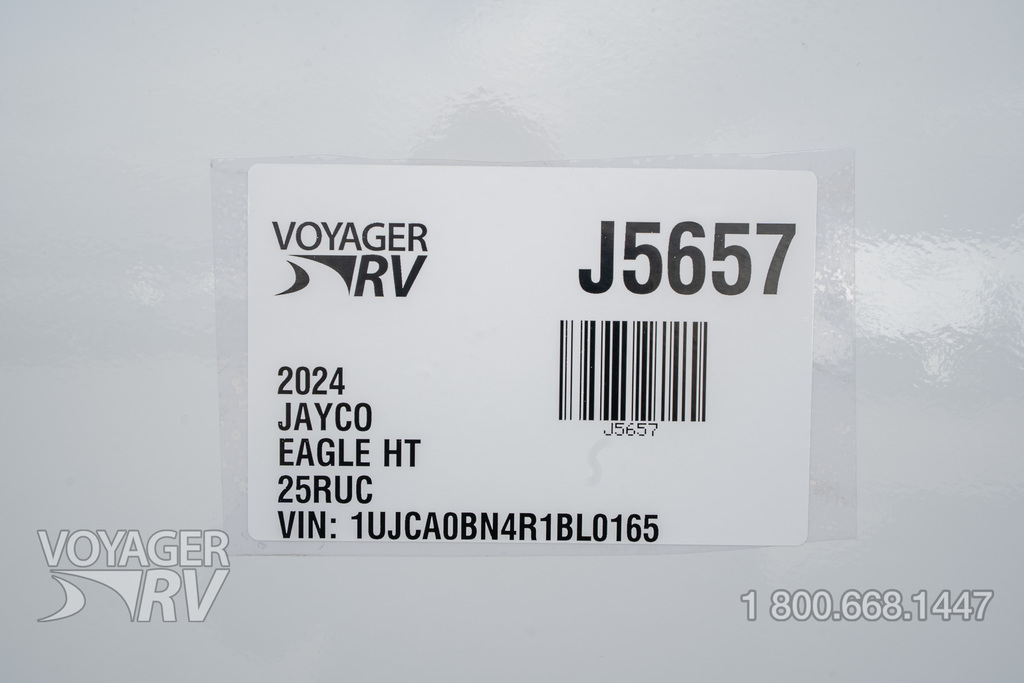 VOYAGER
RV
J5657
J5657
2024
JAYCO
EAGLE HT
25RUC
VIN: 1UJCA0BN4R1BL0165
VOYAGER
RV
1 800.668.1447